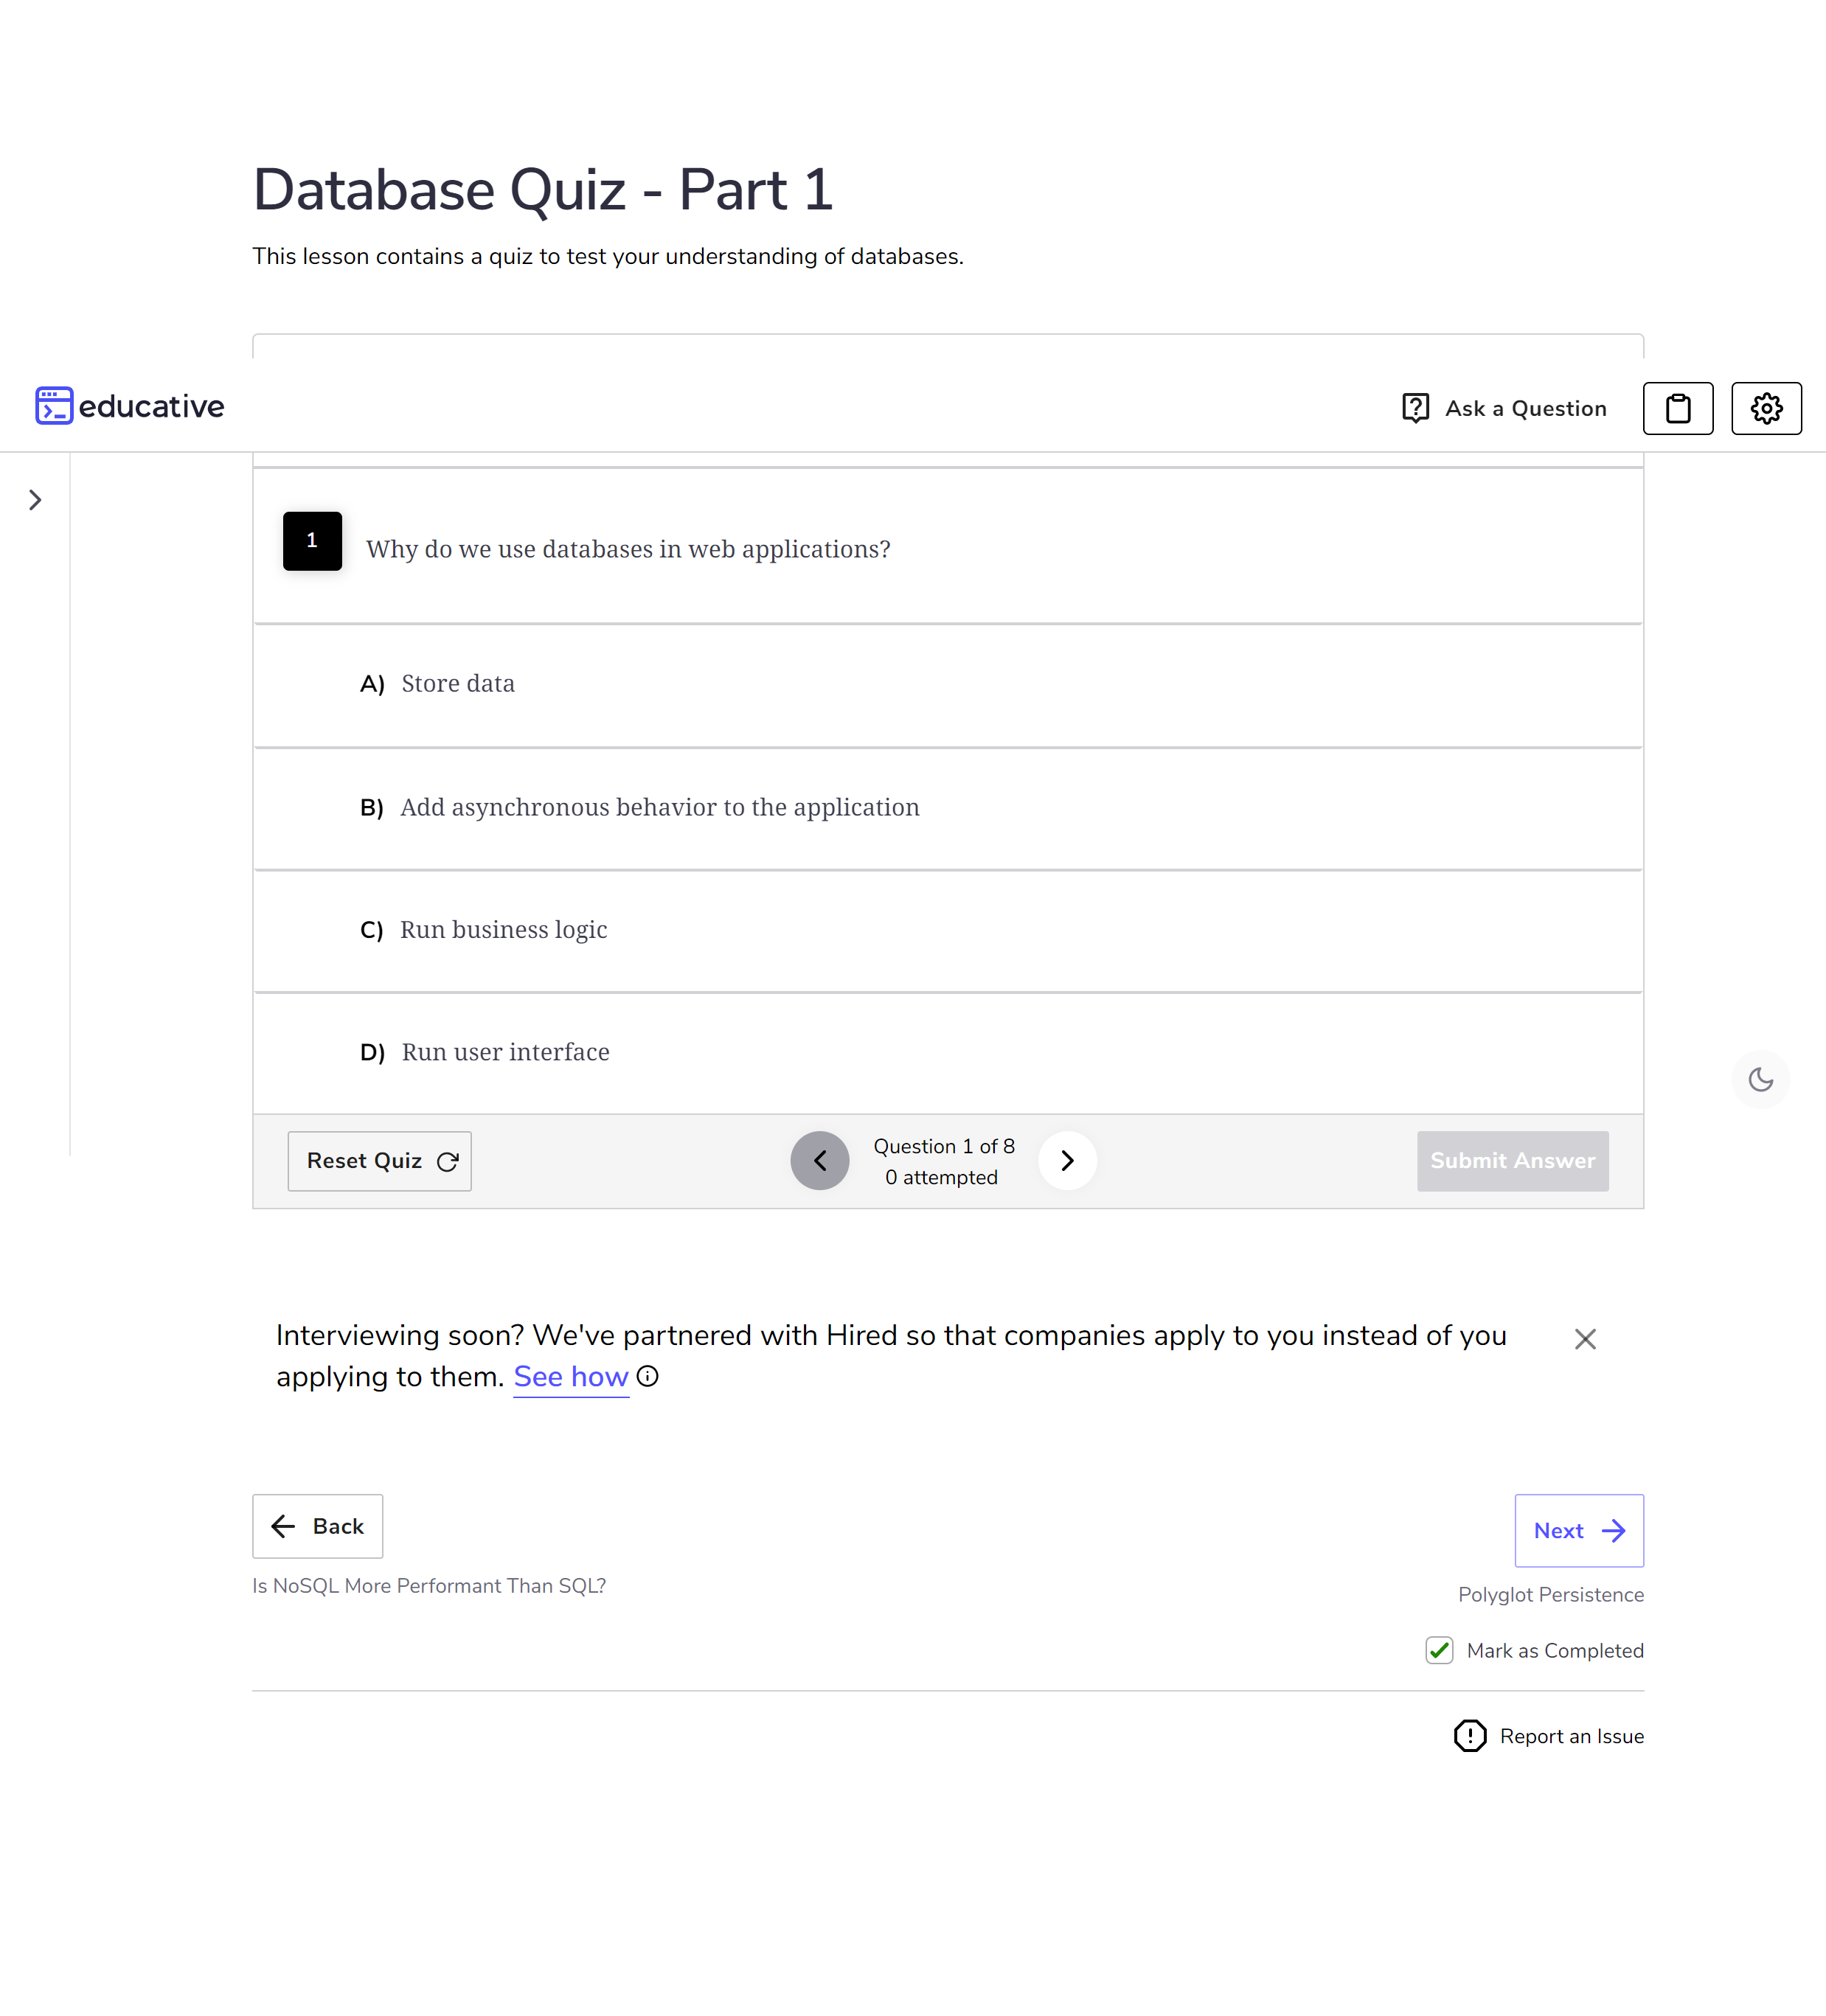 Database Quiz - Part 1
This lesson contains a quiz to test your understanding of databases.
educative
Ask a Question
1
Why do we use databases in web applications?
A) Store data
B) Add asynchronous behavior to the application
C) Run business logic
D) Run user interface
Reset Quiz
Question 1 of 8
0 attempted
Submit Answer
Interviewing soon? We've partnered with Hired so that companies apply to you instead of you
applying to them. See how
Back
Next
Is NoSQL More Performant Than SQL?
Polyglot Persistence
Mark as Completed
Report an Issue